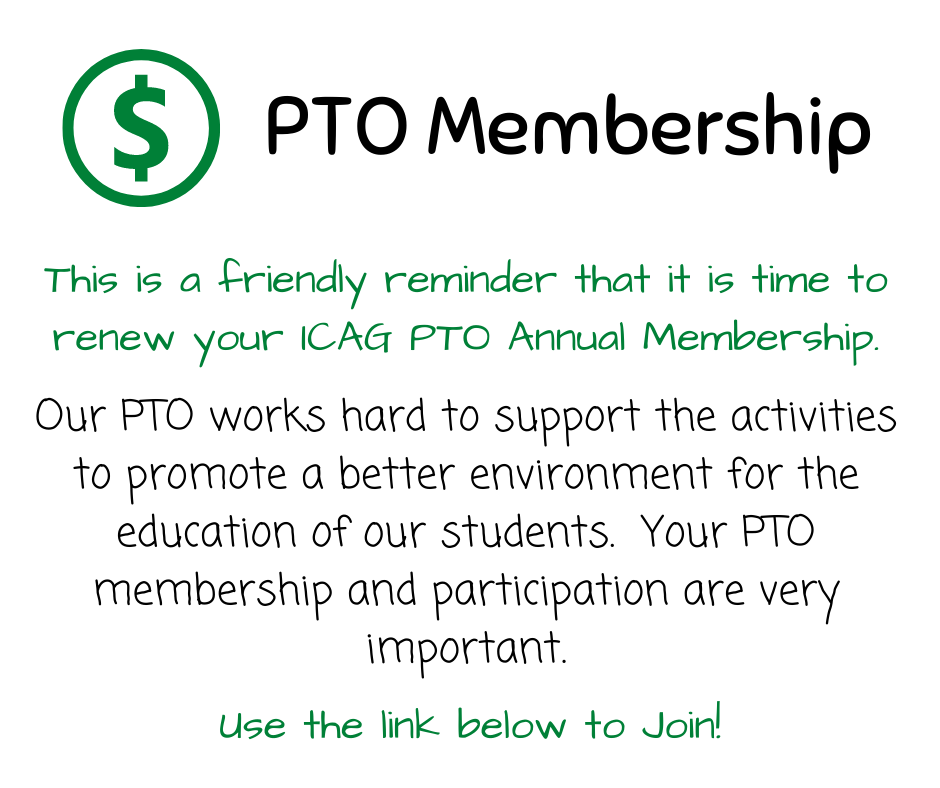 $
PTO Membership
This is a friendly reminder that it is time to
renew your ICAG PTO Annual Membership.
Our PTO works hard to support the activities
to promote a better environment for the
education of our students.  Your PTO
membership and participation are very
important.
Use the link below to Join!